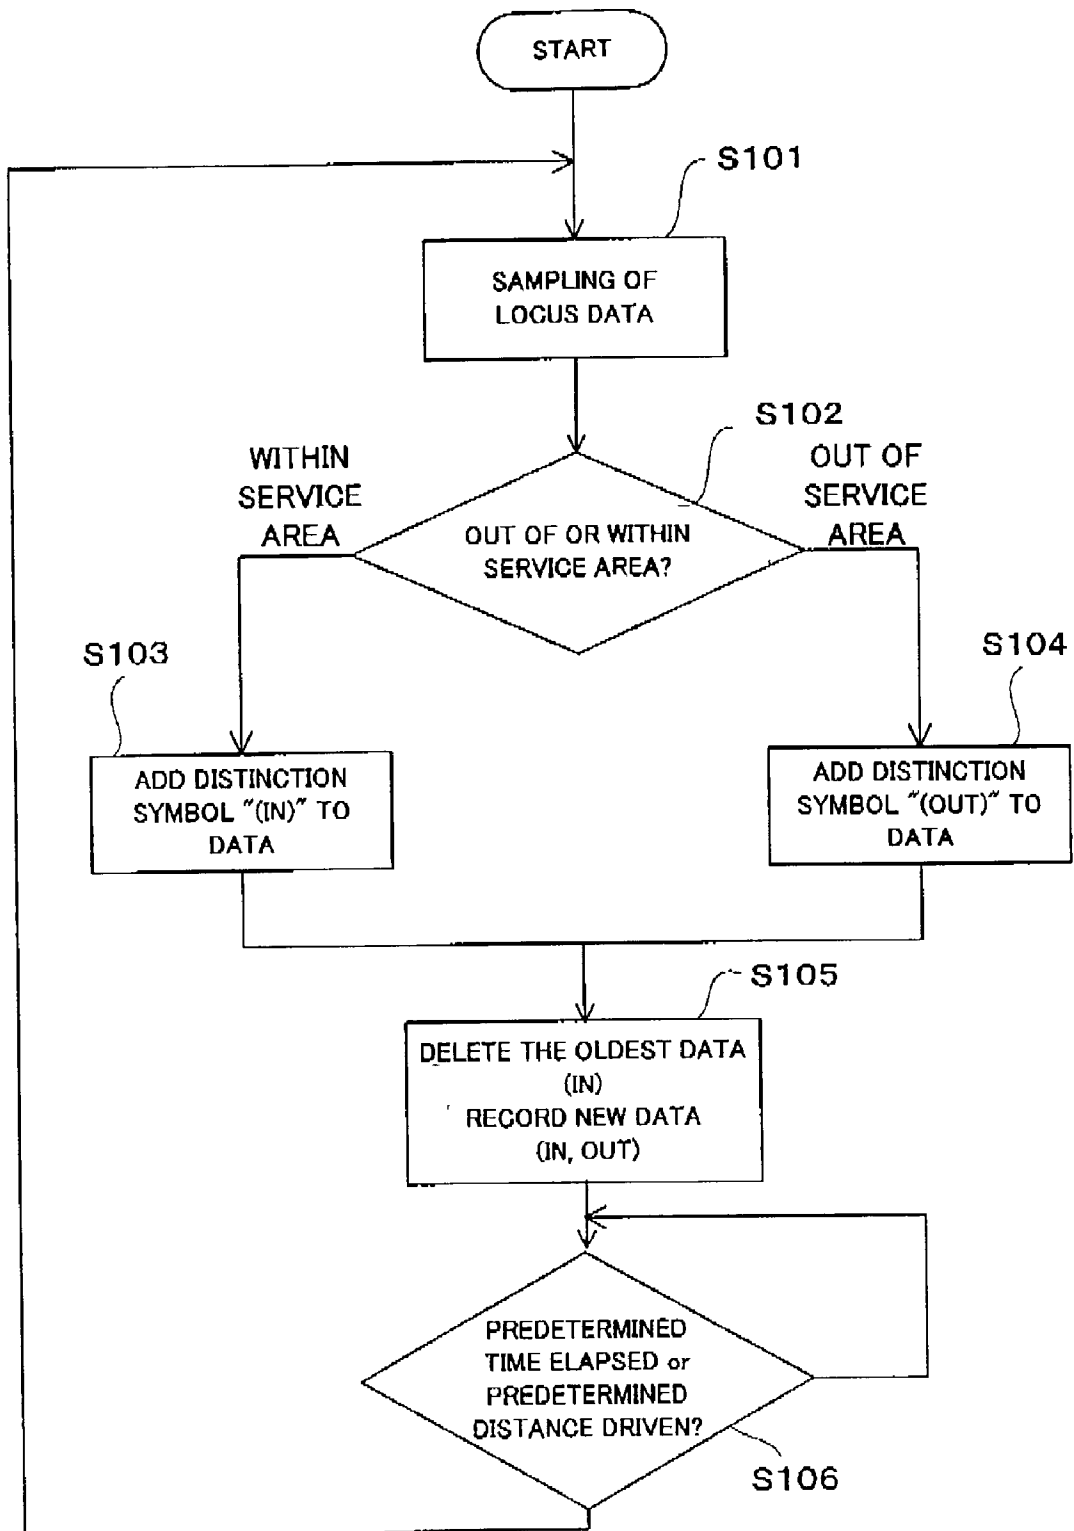 START
S101
SAMPLING OF
LOCUS DATA
S102
WITHIN
SERVICE
AREA
OUT OF
SERVICE
AREA
OUT OF OR WITHIN
SERVICE AREA?
S103
S104
ADD DISTINCTION
SYMBOL "(IN)" TO
DATA
ADD DISTINCTION
SYMBOL "(OUT)" TO
DATA
S105
DELETE THE OLDEST DATA
(IN)
RECORD NEW DATA
(IN, OUT)
PREDETERMINED
TIME ELAPSED or
PREDETERMINED
DISTANCE DRIVEN?
S106